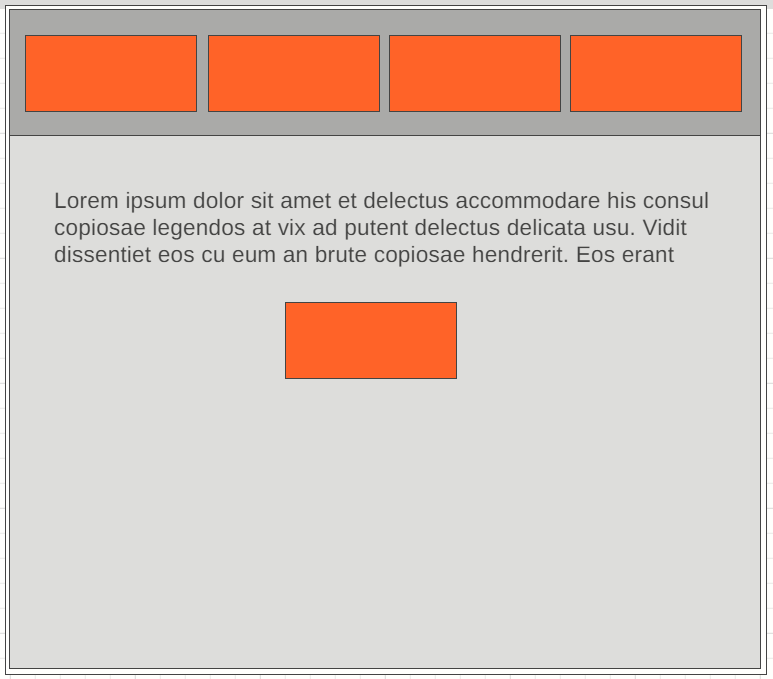 Lorem ipsum dolor sit amet et delectus accommodare his consul
copiosae legendos at vix ad putent delectus delicata usu. Vidit
dissentiet eos cu eum an brute copiosae hendrerit. Eos erant